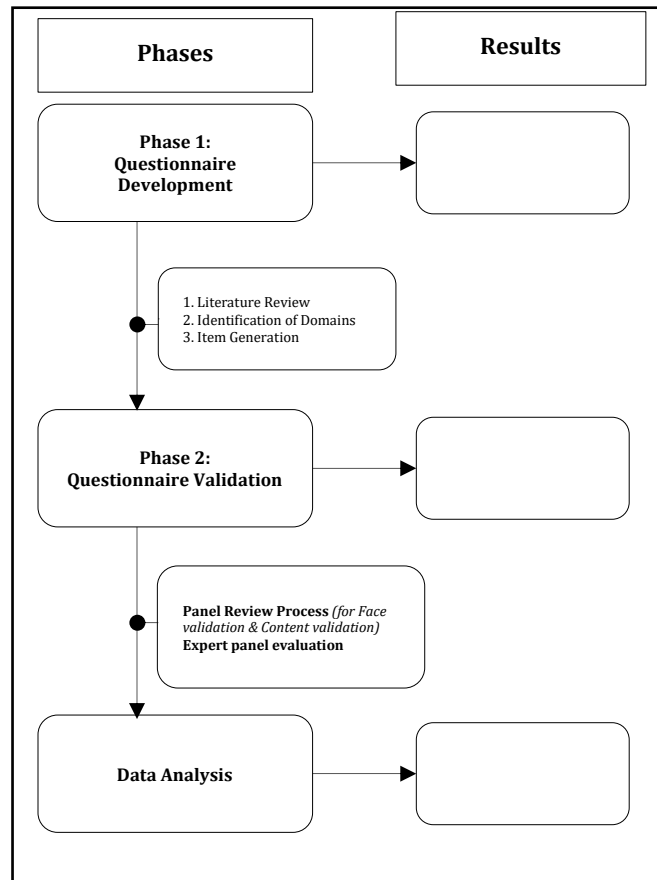 Phases
Results
Phase 1:
Questionnaire
Development
1. Literature Review
2. Identification of Domains
3. Item Generation
Phase 2:
Questionnaire Validation
Panel Review Process (for Face
validation & Content validation)
Expert panel evaluation
Data Analysis